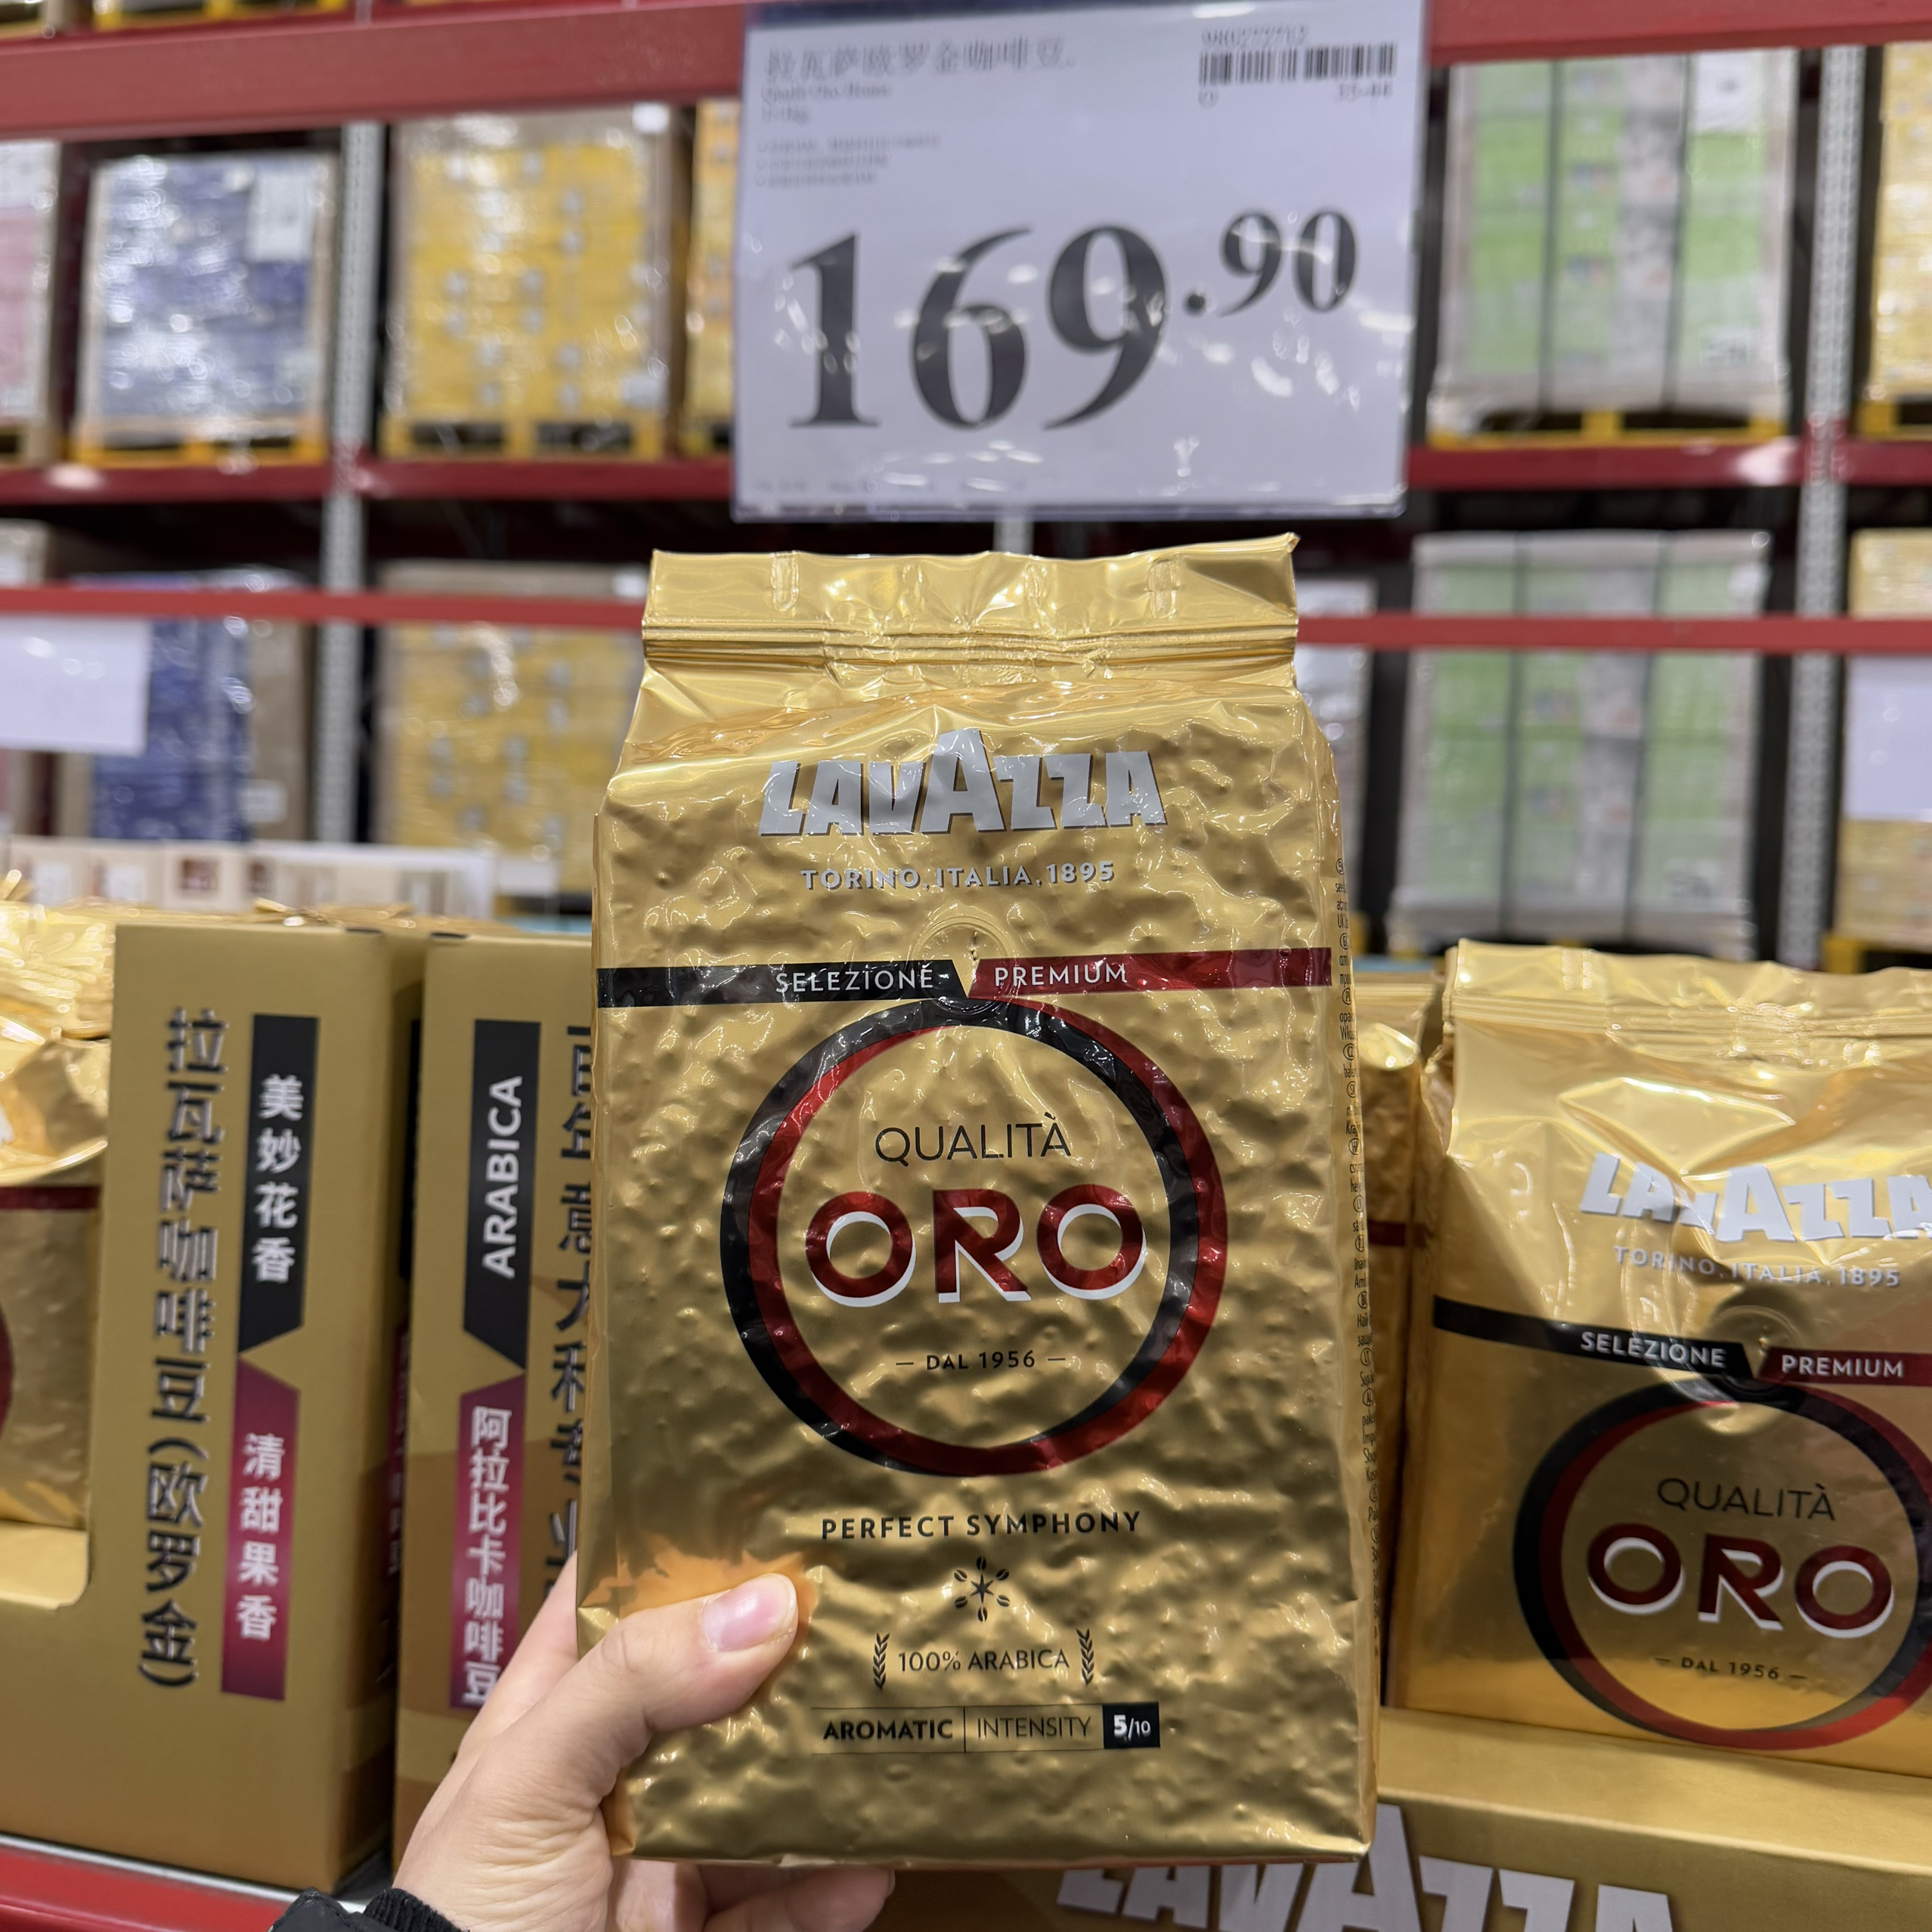 拉瓦萨欧罗金咖啡豆.
169.90
LAVAZZA
TORINO, ITALIA, 1895
SELEZIONE PREMIUM
QUALITÀ
ORO
— DAL 1956 —
PERFECT SYMPHONY
100% ARABICA
AROMATIC INTENSITY 5/10
拉瓦萨咖啡豆(欧罗金)
美妙花香
清甜果香
ARABICA
阿拉比卡咖啡豆
LAVAZZA
TORINO, ITALIA, 1895
SELEZIONE PREMIUM
QUALITÀ
ORO
— DAL 1956 —
LAVAZZA